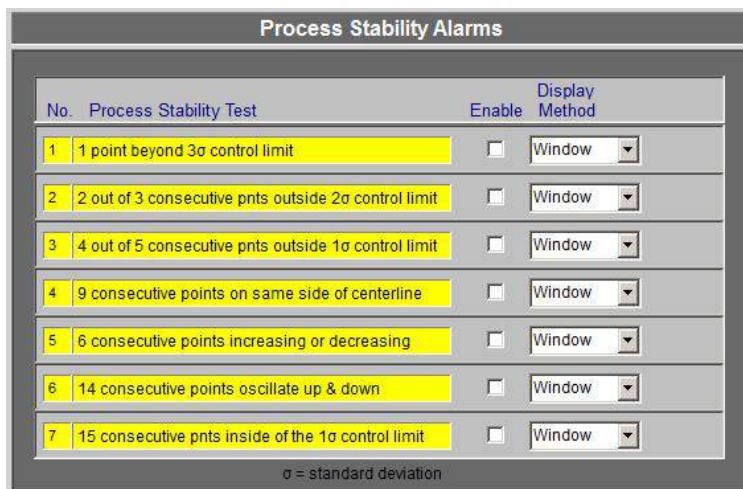 Process Stability Alarms
No. Process Stability Test Enable Display Method
1 1 point beyond 3σ control limit Window
2 2 out of 3 consecutive pnts outside 2σ control limit Window
3 4 out of 5 consecutive pnts outside 1σ control limit Window
4 9 consecutive points on same side of centerline Window
5 6 consecutive points increasing or decreasing Window
6 14 consecutive points oscillate up & down Window
7 15 consecutive pnts inside of the 1σ control limit Window
σ = standard deviation